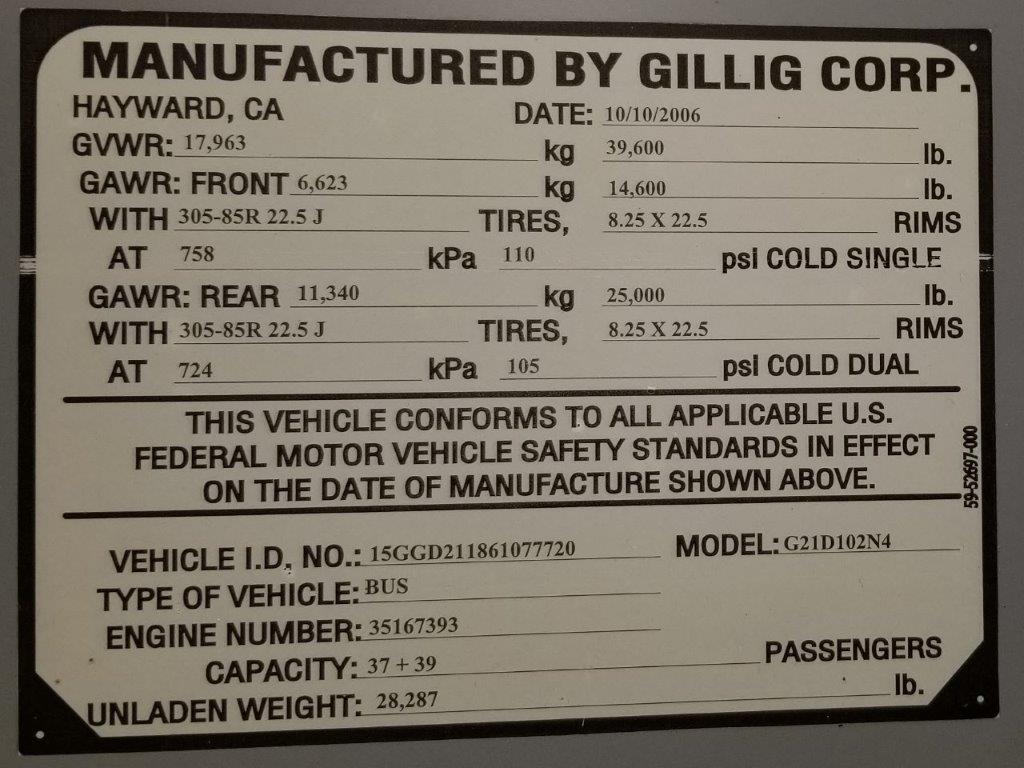 MANUFACTURED BY GILLIG CORP.
HAYWARD, CA DATE: 10/10/2006
GVWR: 17,963 kg 39,600 lb.
GAWR: FRONT 6,623 kg 14,600 lb.
WITH 305-85R 22.5 J TIRES, 8.25 X 22.5 RIMS
AT 758 kPa 110 psi COLD SINGLE
GAWR: REAR 11,340 kg 25,000 lb.
WITH 305-85R 22.5 J TIRES, 8.25 X 22.5 RIMS
AT 724 kPa 105 psi COLD DUAL
THIS VEHICLE CONFORMS TO ALL APPLICABLE U.S.
FEDERAL MOTOR VEHICLE SAFETY STANDARDS IN EFFECT
ON THE DATE OF MANUFACTURE SHOWN ABOVE.
59-52697-000
VEHICLE I.D. NO.: 15GGD211861077720 MODEL: G21D102N4
TYPE OF VEHICLE: BUS
ENGINE NUMBER: 35167393
CAPACITY: 37 + 39 PASSENGERS
UNLADEN WEIGHT: 28,287 lb.